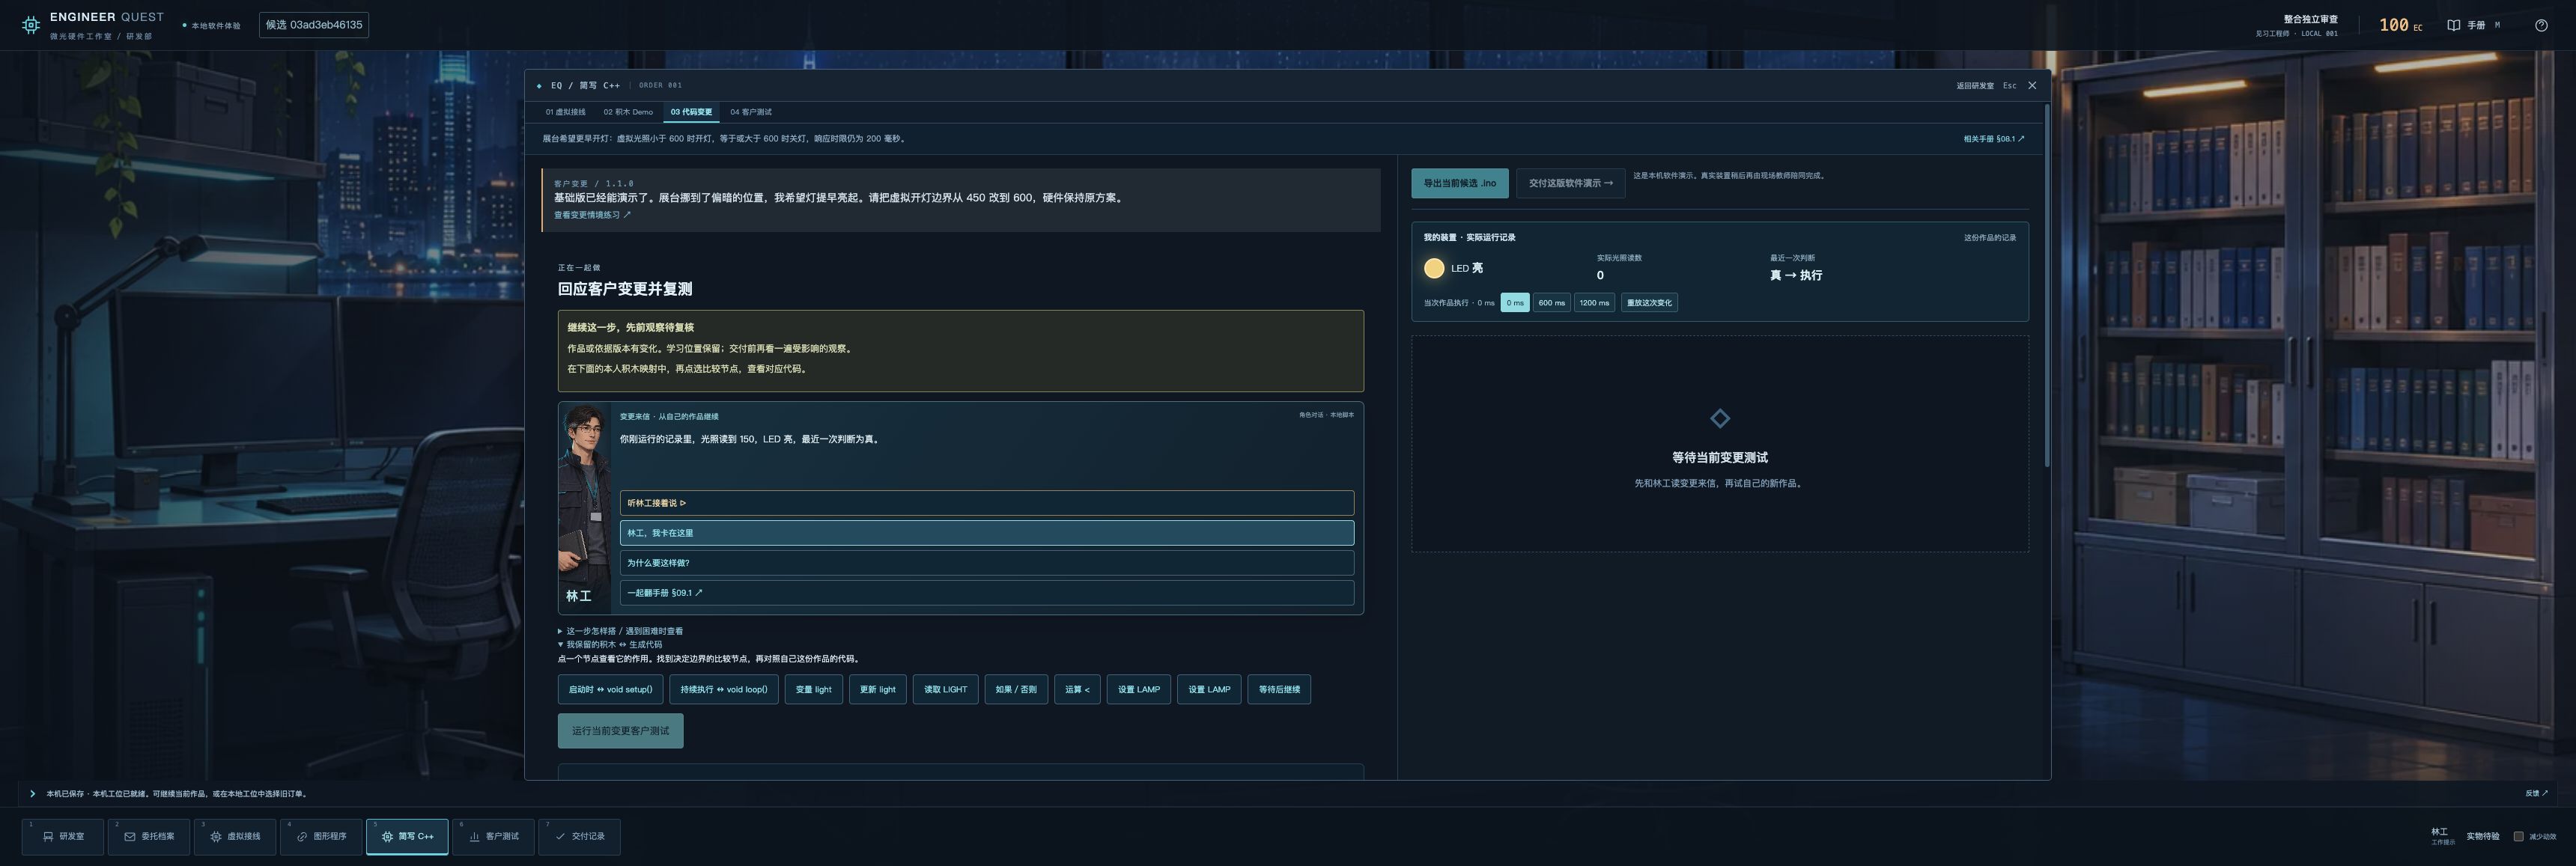 ENGINEER QUEST
微光硬件工作室 / 研发部
本地软件体验
候选 03ad3eb46135
整合独立审查
见习工程师 · LOCAL 001
100 EC
手册 M
EQ / 简写 C++ ORDER 001
返回研发室 Esc
01 虚拟接线 02 积木 Demo 03 代码变更 04 客户测试
展台希望更早开灯：虚拟光照小于 600 时开灯，等于或大于 600 时关灯，响应时限仍为 200 毫秒。
相关手册 §08.1 ↗
客户变更 / 1.1.0
基础版已经能演示了。展台挪到了偏暗的位置，我希望灯提早亮起。请把虚拟开灯边界从 450 改到 600，硬件保持原方案。
查看变更情境练习 ↗
正在一起做
回应客户变更并复测
继续这一步，先前观察待复核
作品或依据版本有变化。学习位置保留；交付前再看一遍受影响的观察。
在下面的本人积木映射中，再点选比较节点，查看对应代码。
变更来信 · 从自己的作品继续
角色对话 · 本地脚本
你刚运行的记录里，光照读到 150，LED 亮，最近一次判断为真。
听林工接着说 ▷
林工，我卡在这里
为什么要这样做？
一起翻手册 §09.1 ↗
林工
▶ 这一步怎样搭 / 遇到困难时查看
▼ 我保留的积木 ↔ 生成代码
点一个节点查看它的作用。找到决定边界的比较节点，再对照自己这份作品的代码。
启动时 ↔ void setup() 持续执行 ↔ void loop() 变量 light 更新 light 读取 LIGHT 如果 / 否则 运算 < 设置 LAMP 设置 LAMP 等待后继续
运行当前变更客户测试
导出当前候选 .ino
交付这版软件演示 →
这是本机软件演示。真实装置稍后再由现场教师陪同完成。
我的装置 · 实际运行记录
这份作品的记录
LED 亮
实际光照读数
0
最近一次判断
真 → 执行
当次作品执行 · 0 ms 0 ms 600 ms 1200 ms 重放这次变化
等待当前变更测试
先和林工读变更来信，再试自己的新作品。
本机已保存 · 本机工位已就绪。可继续当前作品，或在本地工位中选择旧订单。
反馈 ↗
1 研发室 2 委托档案 3 虚拟接线 4 图形程序 5 简写 C++ 6 客户测试 7 交付记录
林工
工作提示
实物待验
减少动效